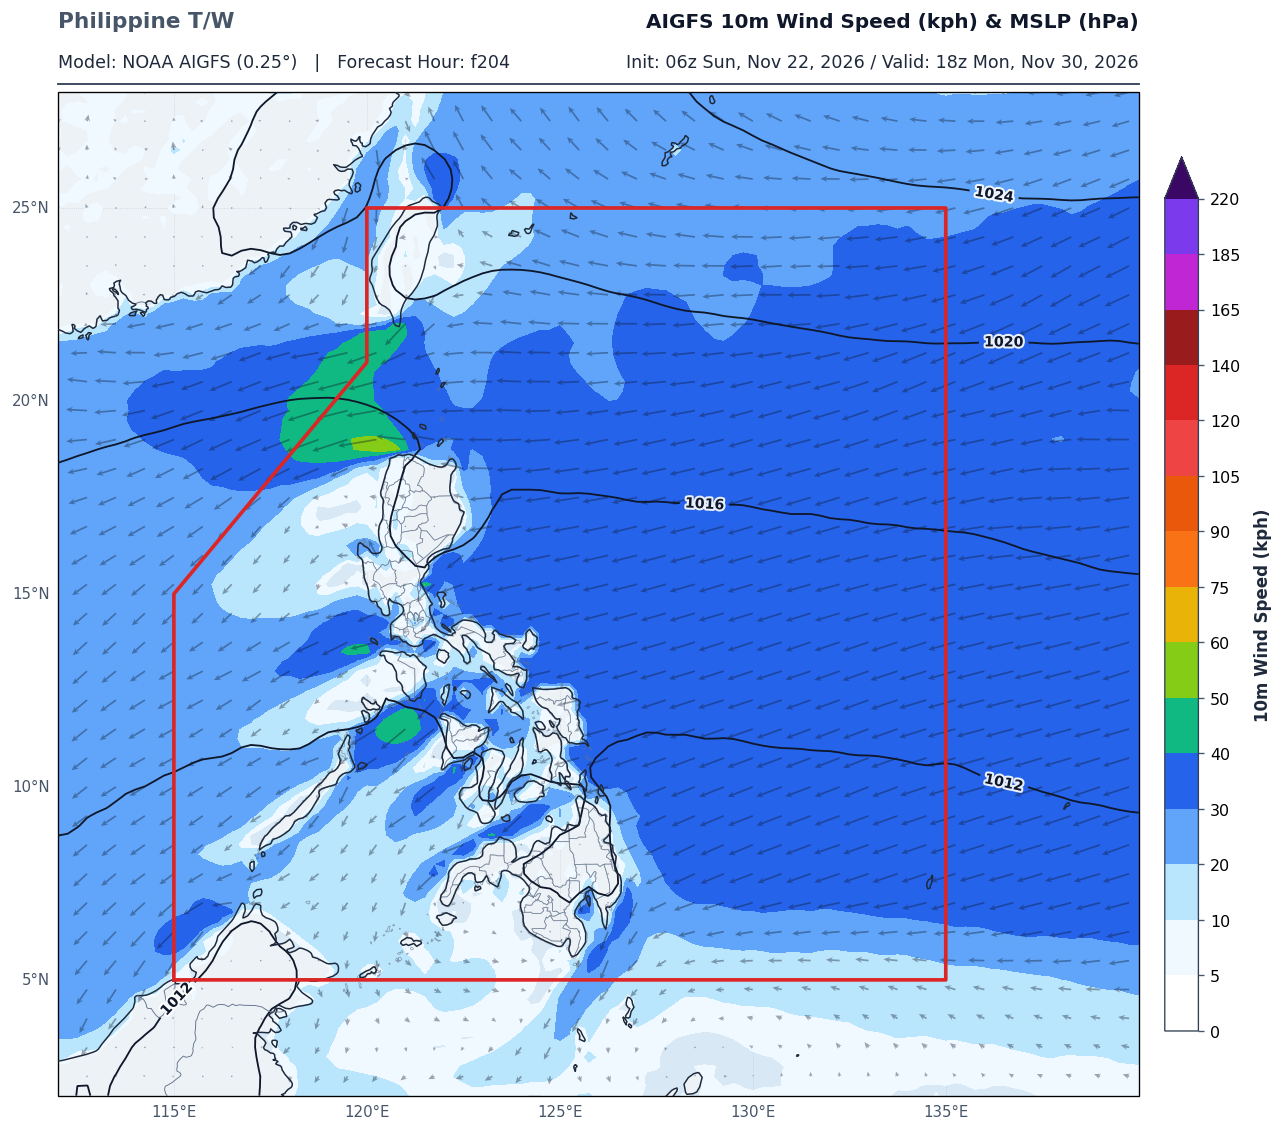 Philippine T/W
AIGFS 10m Wind Speed (kph) & MSLP (hPa)
Model: NOAA AIGFS (0.25°)   |   Forecast Hour: f204
Init: 06z Sun, Nov 22, 2026 / Valid: 18z Mon, Nov 30, 2026
25°N
20°N
15°N
10°N
5°N
1024
1020
1016
1012
1012
115°E
120°E
125°E
130°E
135°E
220
185
165
140
120
105
90
75
60
50
40
30
20
10
5
0
10m Wind Speed (kph)